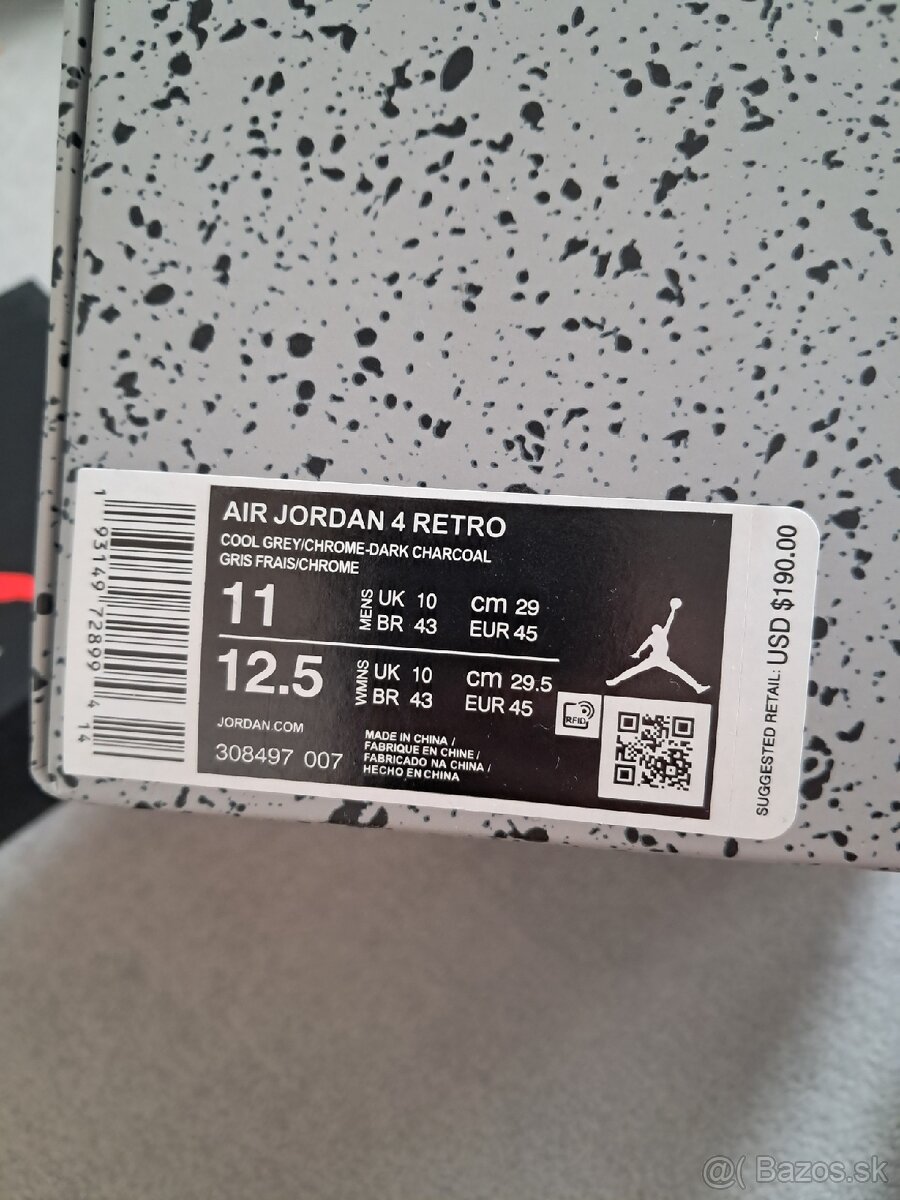 AIR JORDAN 4 RETRO
COOL GREY/CHROME-DARK CHARCOAL
GRIS FRAIS/CHROME
11 MENS UK 10 cm 29
BR 43 EUR 45
12.5 WMNS UK 10 cm 29.5
BR 43 EUR 45
JORDAN.COM
308497 007
MADE IN CHINA /
FABRIQUE EN CHINE /
FABRICADO NA CHINA /
HECHO EN CHINA
RFID
SUGGESTED RETAIL: USD $190.00
1 93149 72899 4 14
@( Bazos.sk